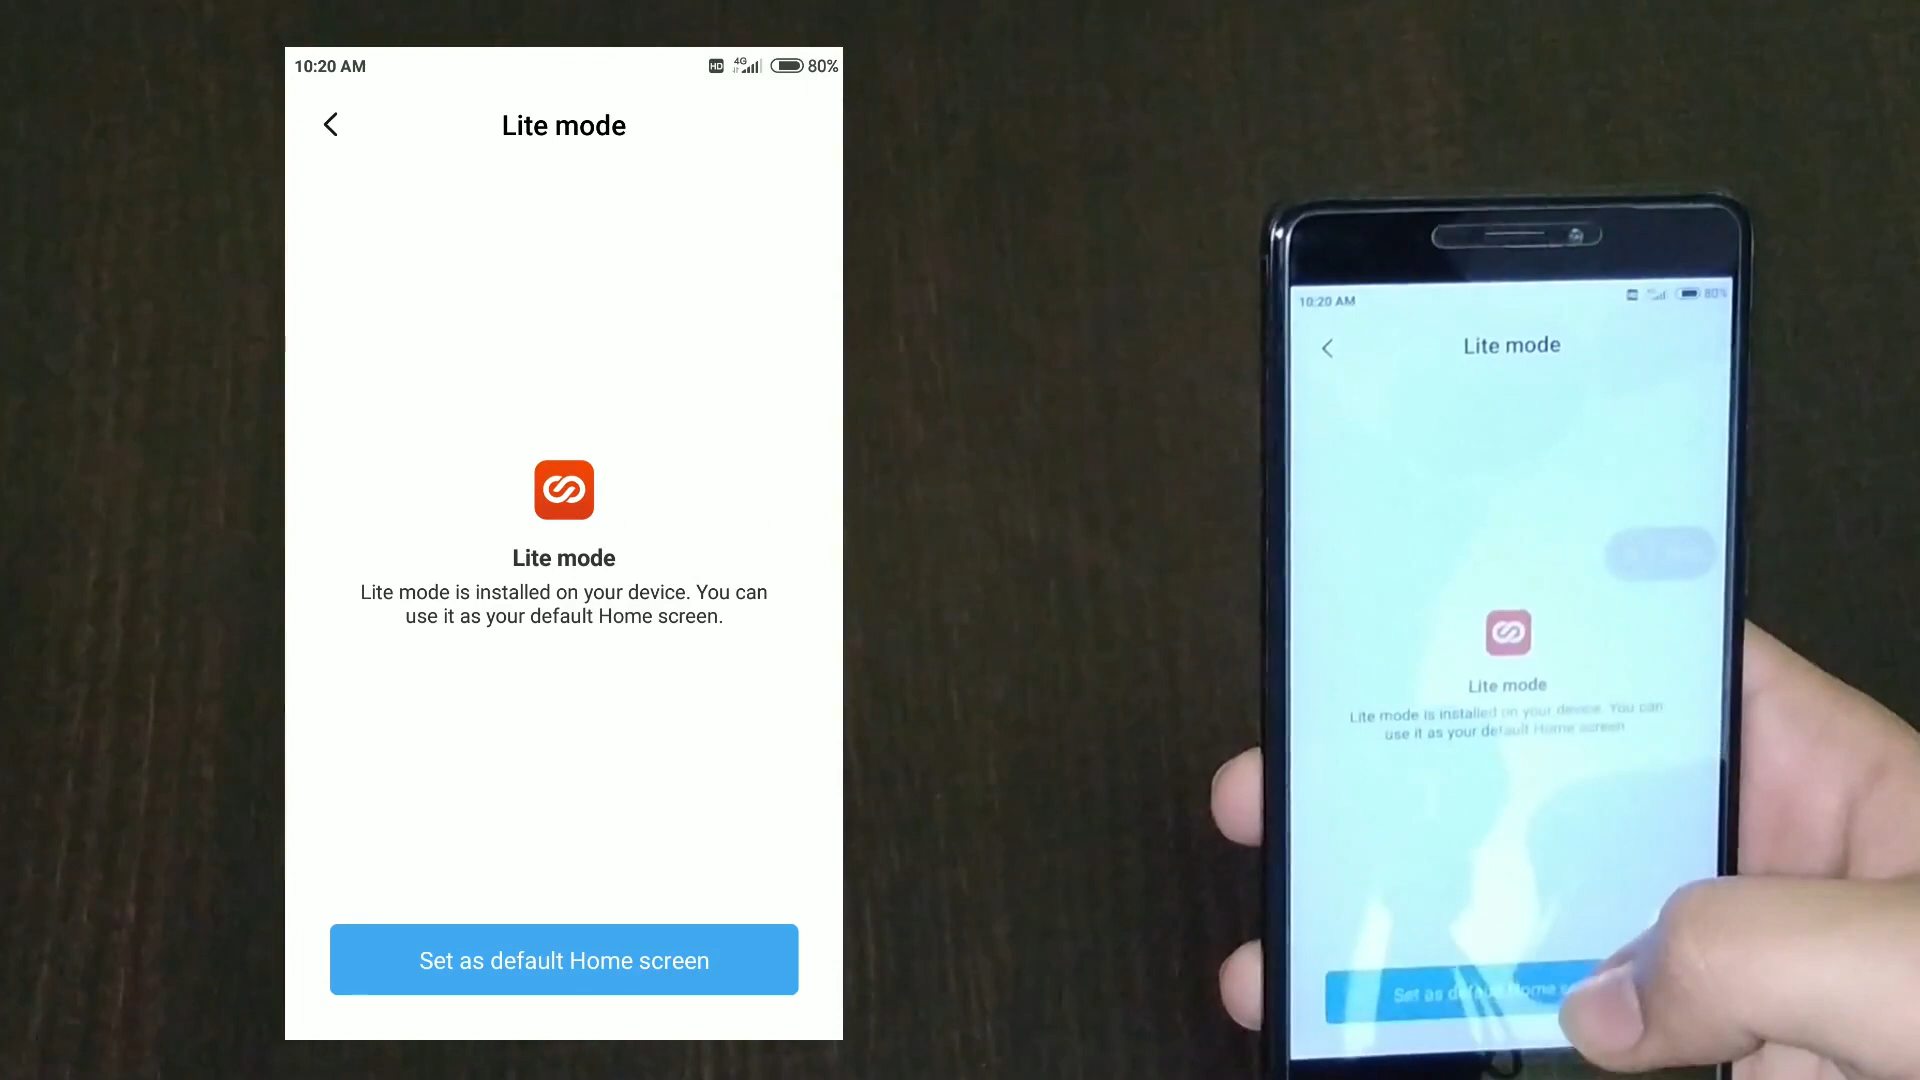 10:20 AM
HD 4G 80%
Lite mode
Lite mode
Lite mode is installed on your device. You can
use it as your default Home screen.
Set as default Home screen
10:20 AM
80%
Lite mode
Lite mode
Lite mode is installed on your device. You can
use it as your default Home screen
Set as default Home